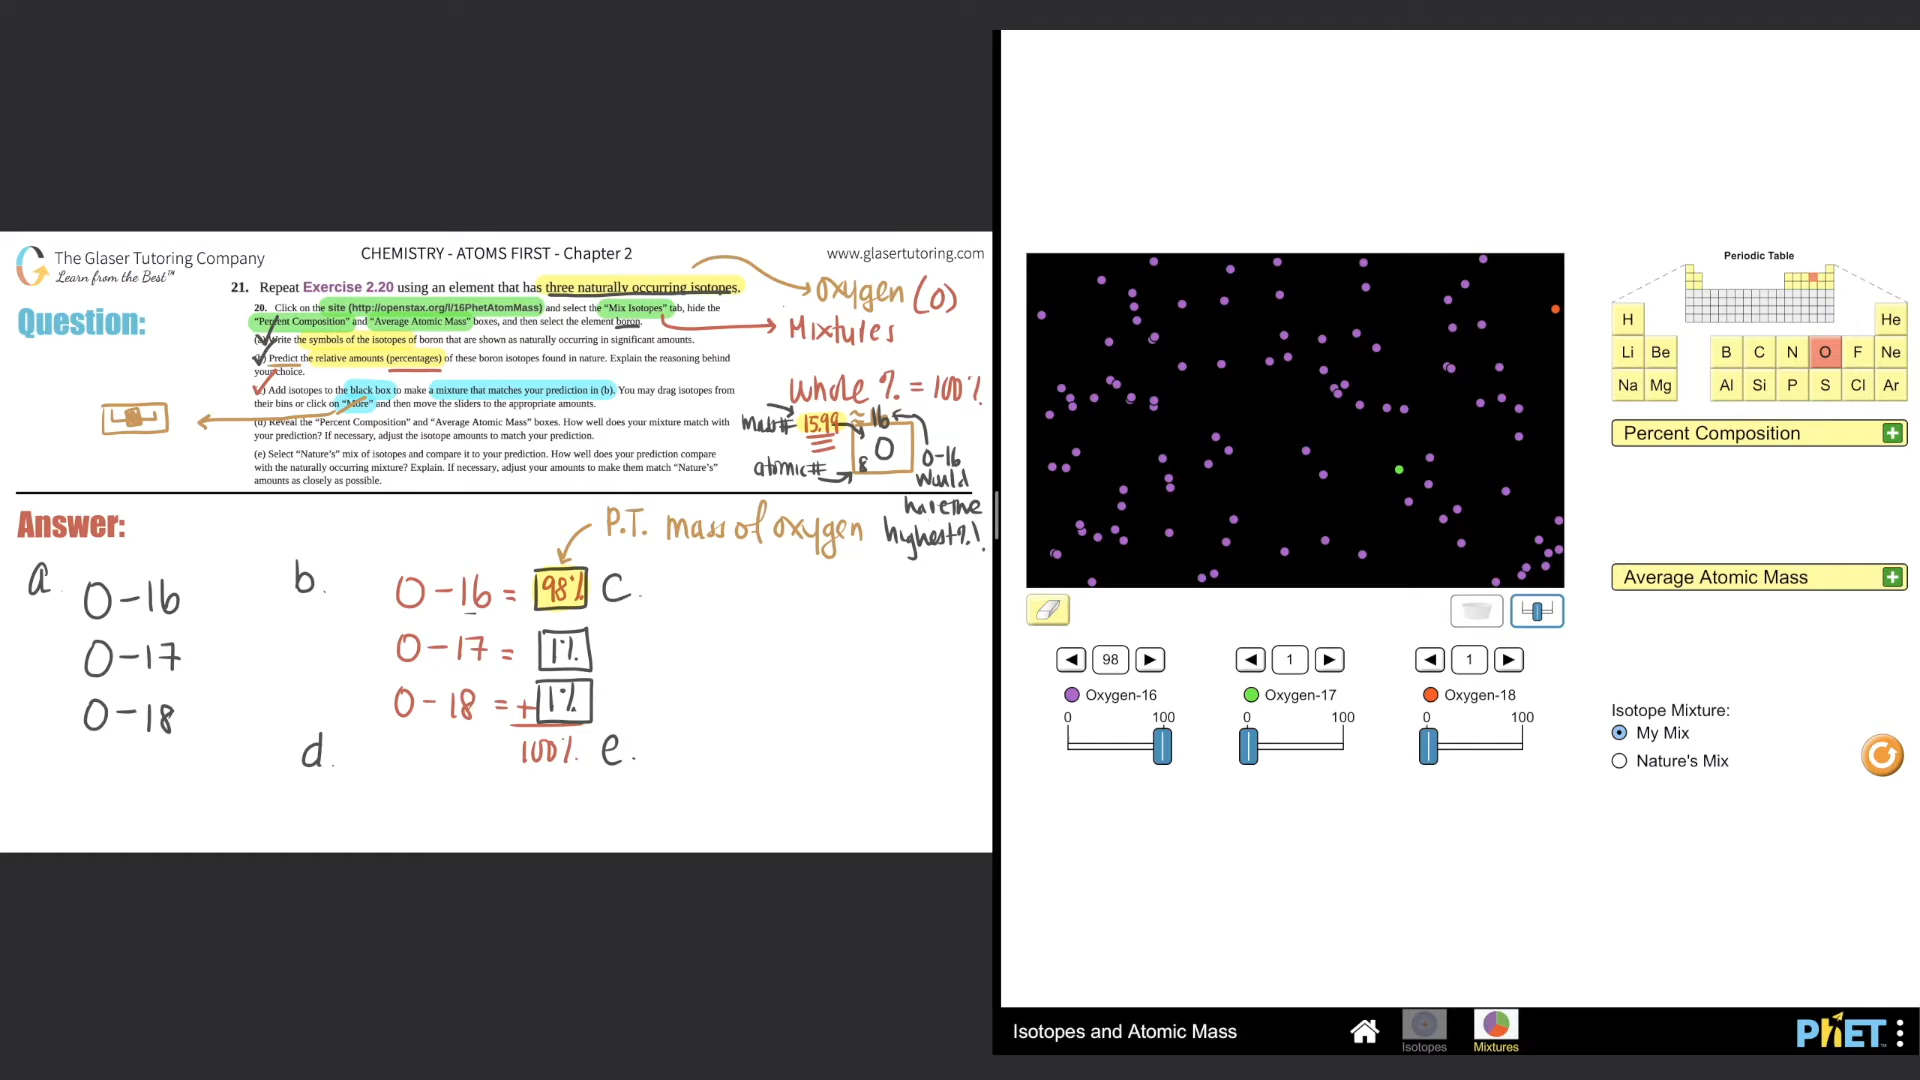 The Glaser Tutoring Company
Learn from the Best™
CHEMISTRY - ATOMS FIRST - Chapter 2
www.glasertutoring.com
Question:
21. Repeat Exercise 2.20 using an element that has three naturally occurring isotopes.
20. Click on the site (http://openstax.org/l/16PhetAtomMass) and select the “Mix Isotopes” tab, hide the
“Percent Composition” and “Average Atomic Mass” boxes, and then select the element boron.
(a) Write the symbols of the isotopes of boron that are shown as naturally occurring in significant amounts.
(b) Predict the relative amounts (percentages) of these boron isotopes found in nature. Explain the reasoning behind
your choice.
(c) Add isotopes to the black box to make a mixture that matches your prediction in (b). You may drag isotopes from
their bins or click on “More” and then move the sliders to the appropriate amounts.
(d) Reveal the “Percent Composition” and “Average Atomic Mass” boxes. How well does your mixture match with
your prediction? If necessary, adjust the isotope amounts to match your prediction.
(e) Select “Nature’s” mix of isotopes and compare it to your prediction. How well does your prediction compare
with the naturally occurring mixture? Explain. If necessary, adjust your amounts to make them match “Nature’s”
amounts as closely as possible.
oxygen (O)
Mixtures
whole % = 100%
mass# 15.99 ≈ 16
O
atomic# 8
O-16
would
have the
highest %!
Answer:
P.T. mass of oxygen
a.
O-16
O-17
O-18
b.
O-16 = 98%
O-17 = 1%
O-18 = + 1%
100%
c.
d.
e.
98
1
1
Oxygen-16
Oxygen-17
Oxygen-18
0 100
0 100
0 100
Periodic Table
H He
Li Be B C N O F Ne
Na Mg Al Si P S Cl Ar
Percent Composition
Average Atomic Mass
Isotope Mixture:
My Mix
Nature's Mix
Isotopes and Atomic Mass
Isotopes
Mixtures
PhET